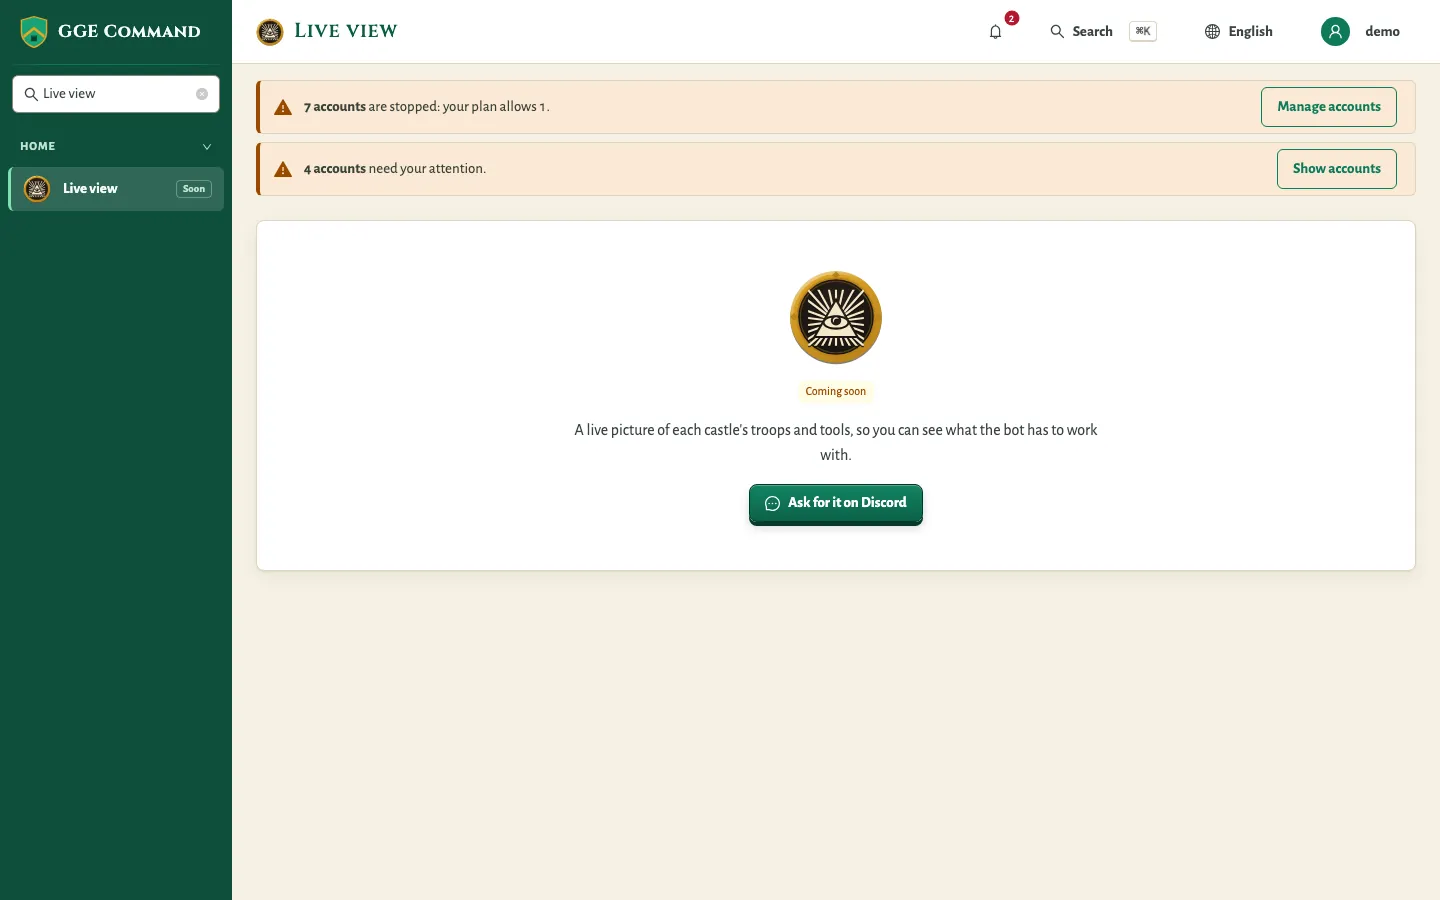 GGE Command
Live view
2
Search
⌘K
English
demo
Live view
HOME
Live view
Soon
7 accounts are stopped: your plan allows 1.
Manage accounts
4 accounts need your attention.
Show accounts
Coming soon
A live picture of each castle's troops and tools, so you can see what the bot has to work
with.
Ask for it on Discord